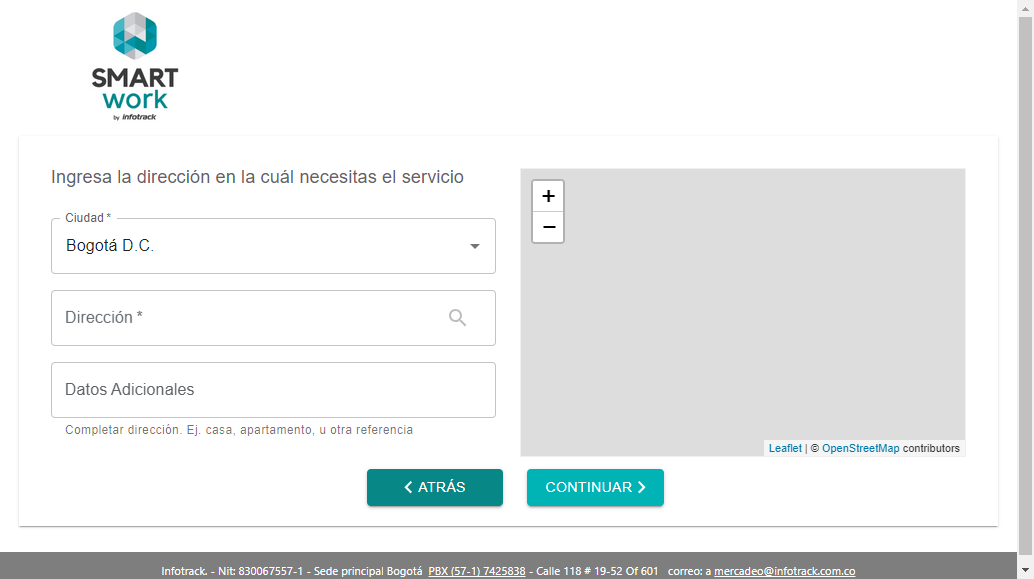 SMART
work
by infotrack
Ingresa la dirección en la cuál necesitas el servicio
Ciudad *
Bogotá D.C.
Dirección *
Datos Adicionales
Completar dirección. Ej. casa, apartamento, u otra referencia
+
−
Leaflet | © OpenStreetMap contributors
ATRÁS
CONTINUAR
Infotrack. - Nit: 830067557-1 - Sede principal Bogotá PBX (57-1) 7425838 - Calle 118 # 19-52 Of 601 correo: a mercadeo@infotrack.com.co